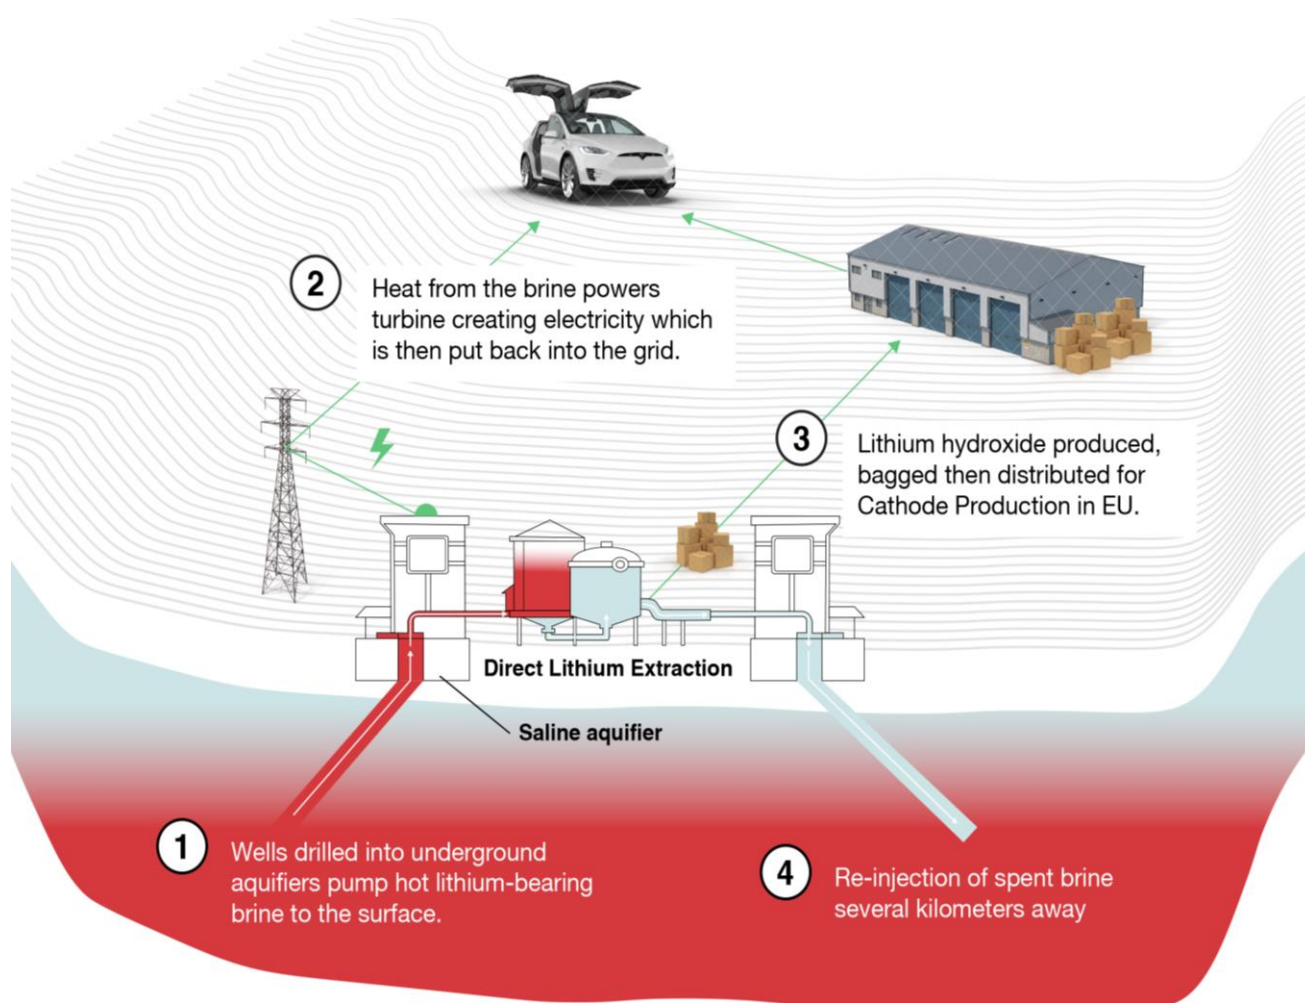 2
Heat from the brine powers
turbine creating electricity which
is then put back into the grid.
3
Lithium hydroxide produced,
bagged then distributed for
Cathode Production in EU.
Direct Lithium Extraction
Saline aquifier
1
Wells drilled into underground
aquifiers pump hot lithium-bearing
brine to the surface.
4
Re-injection of spent brine
several kilometers away